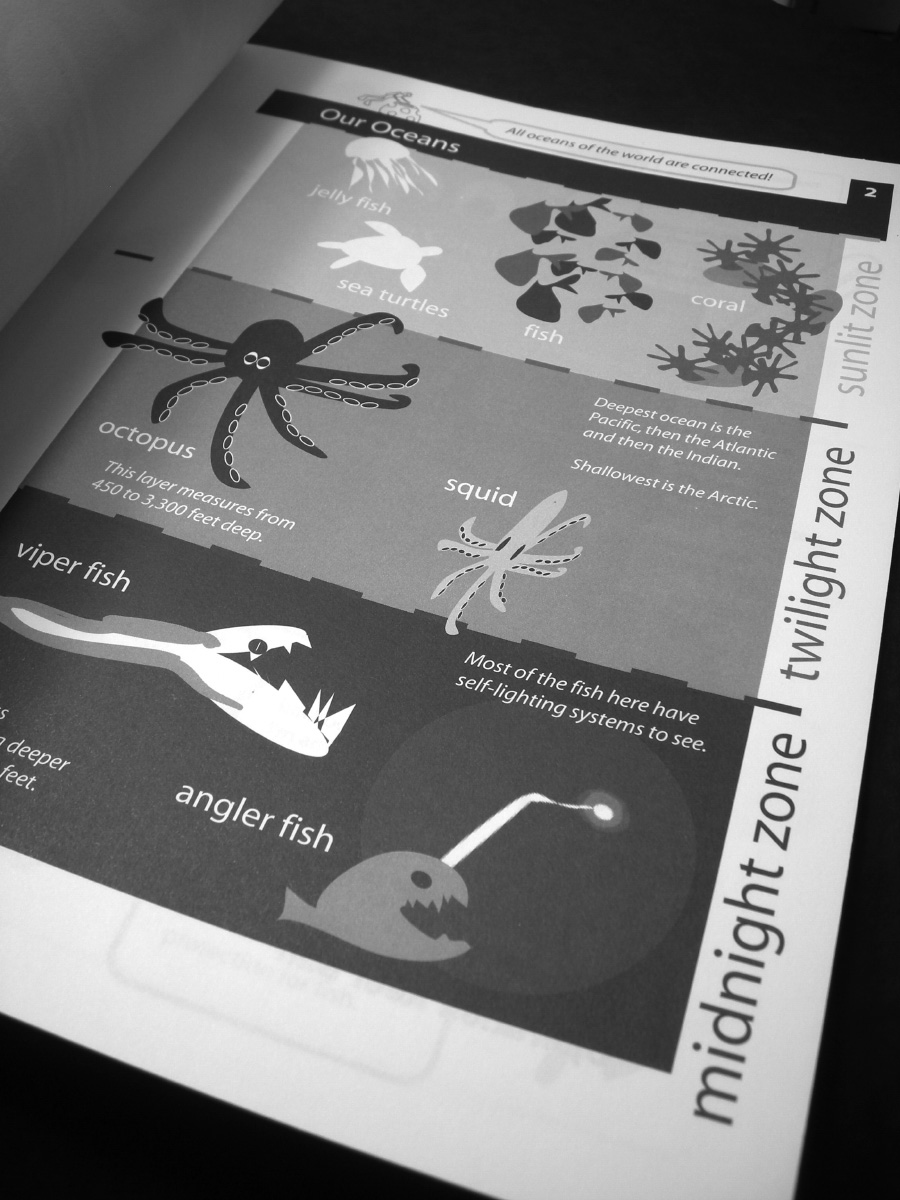 All oceans of the world are connected!
Our Oceans
2
jelly fish
sea turtles
fish
coral
sunlit zone
octopus
This layer measures from
450 to 3,300 feet deep.
Deepest ocean is the
Pacific, then the Atlantic
and then the Indian.
Shallowest is the Arctic.
squid
twilight zone
viper fish
Most of the fish here have
self-lighting systems to see.
deeper
feet.
angler fish
midnight zone